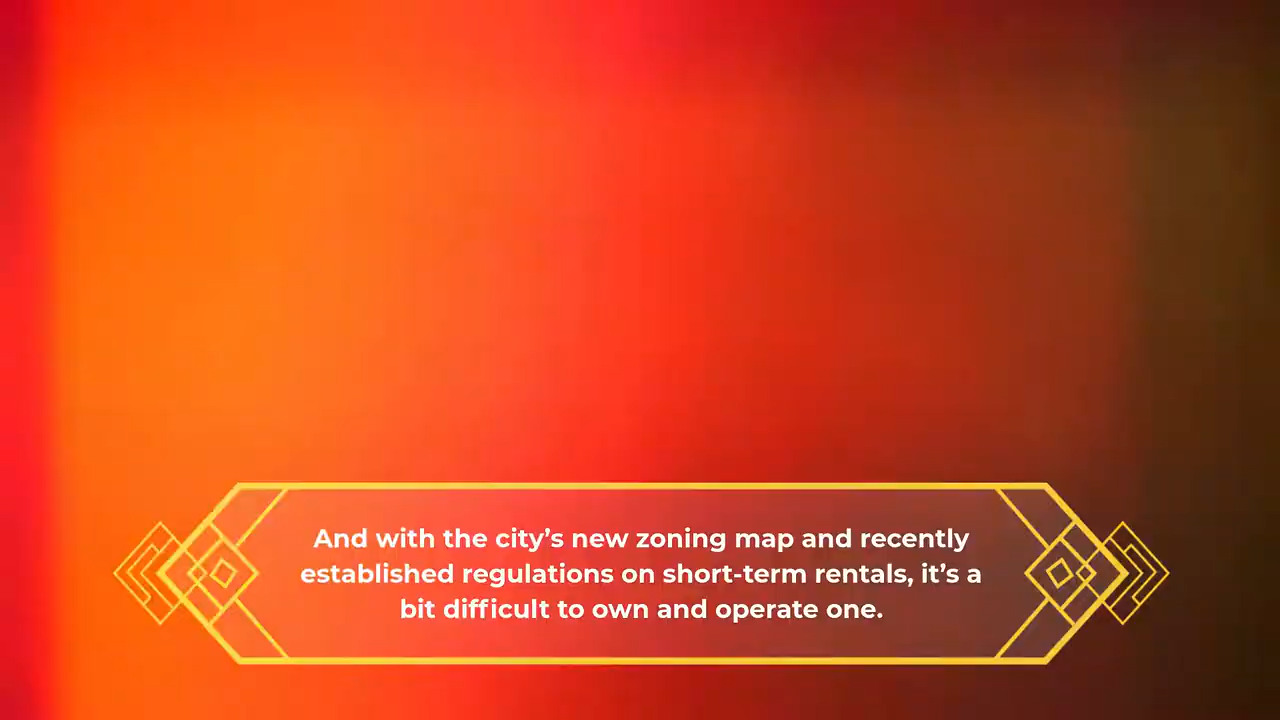 And with the city’s new zoning map and recently
established regulations on short-term rentals, it’s a
bit difficult to own and operate one.